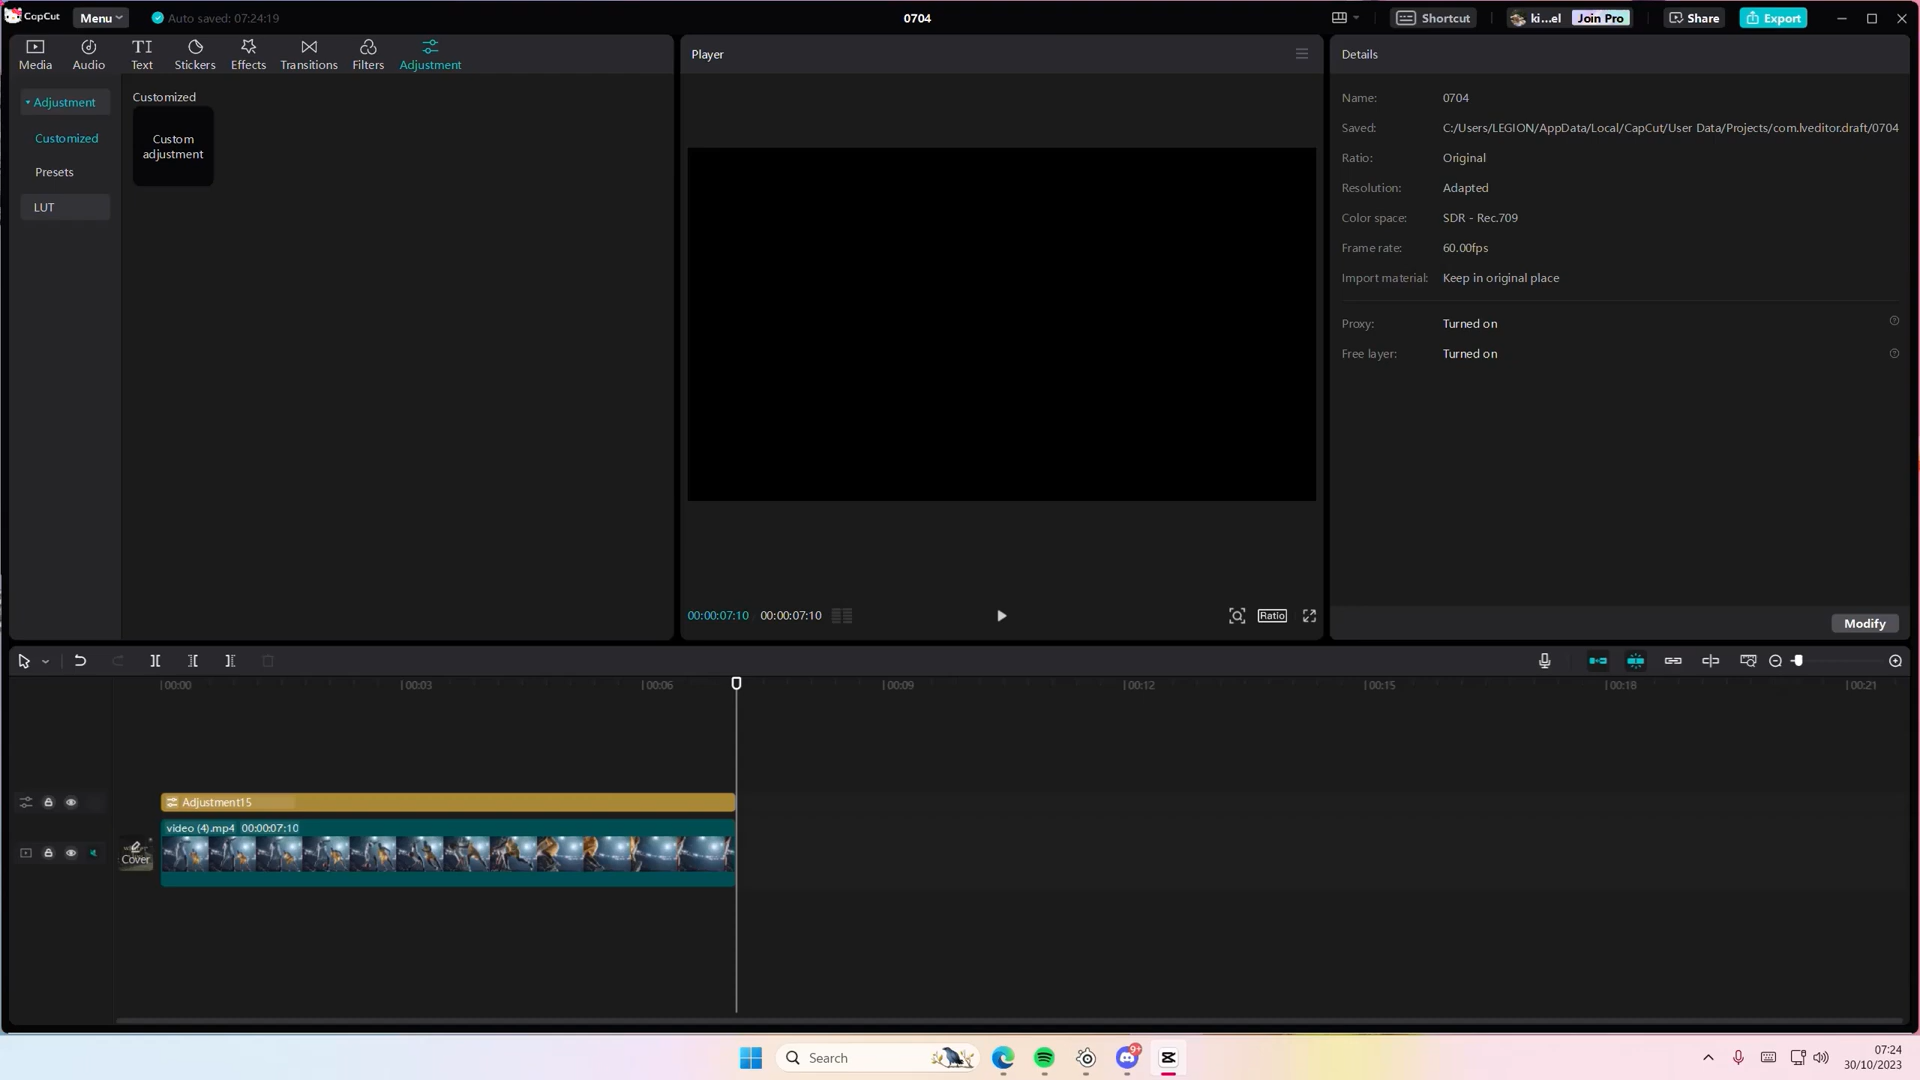 CapCut Menu Auto saved: 07:24:19 0704 Shortcut ki...el Join Pro Share Export
Media Audio Text Stickers Effects Transitions Filters Adjustment
Adjustment
Customized
Presets
LUT
Customized
Custom
adjustment
Player
00:00:07:10 00:00:07:10
Ratio
Details
Name: 0704
Saved: C:/Users/LEGION/AppData/Local/CapCut/User Data/Projects/com.lveditor.draft/0704
Ratio: Original
Resolution: Adapted
Color space: SDR - Rec.709
Frame rate: 60.00fps
Import material: Keep in original place
Proxy: Turned on
Free layer: Turned on
Modify
00:00 00:03 00:06 00:09 00:12 00:15 00:18 00:21
Adjustment15
video (4).mp4 00:00:07:10
Cover
Search
9+
07:24
30/10/2023